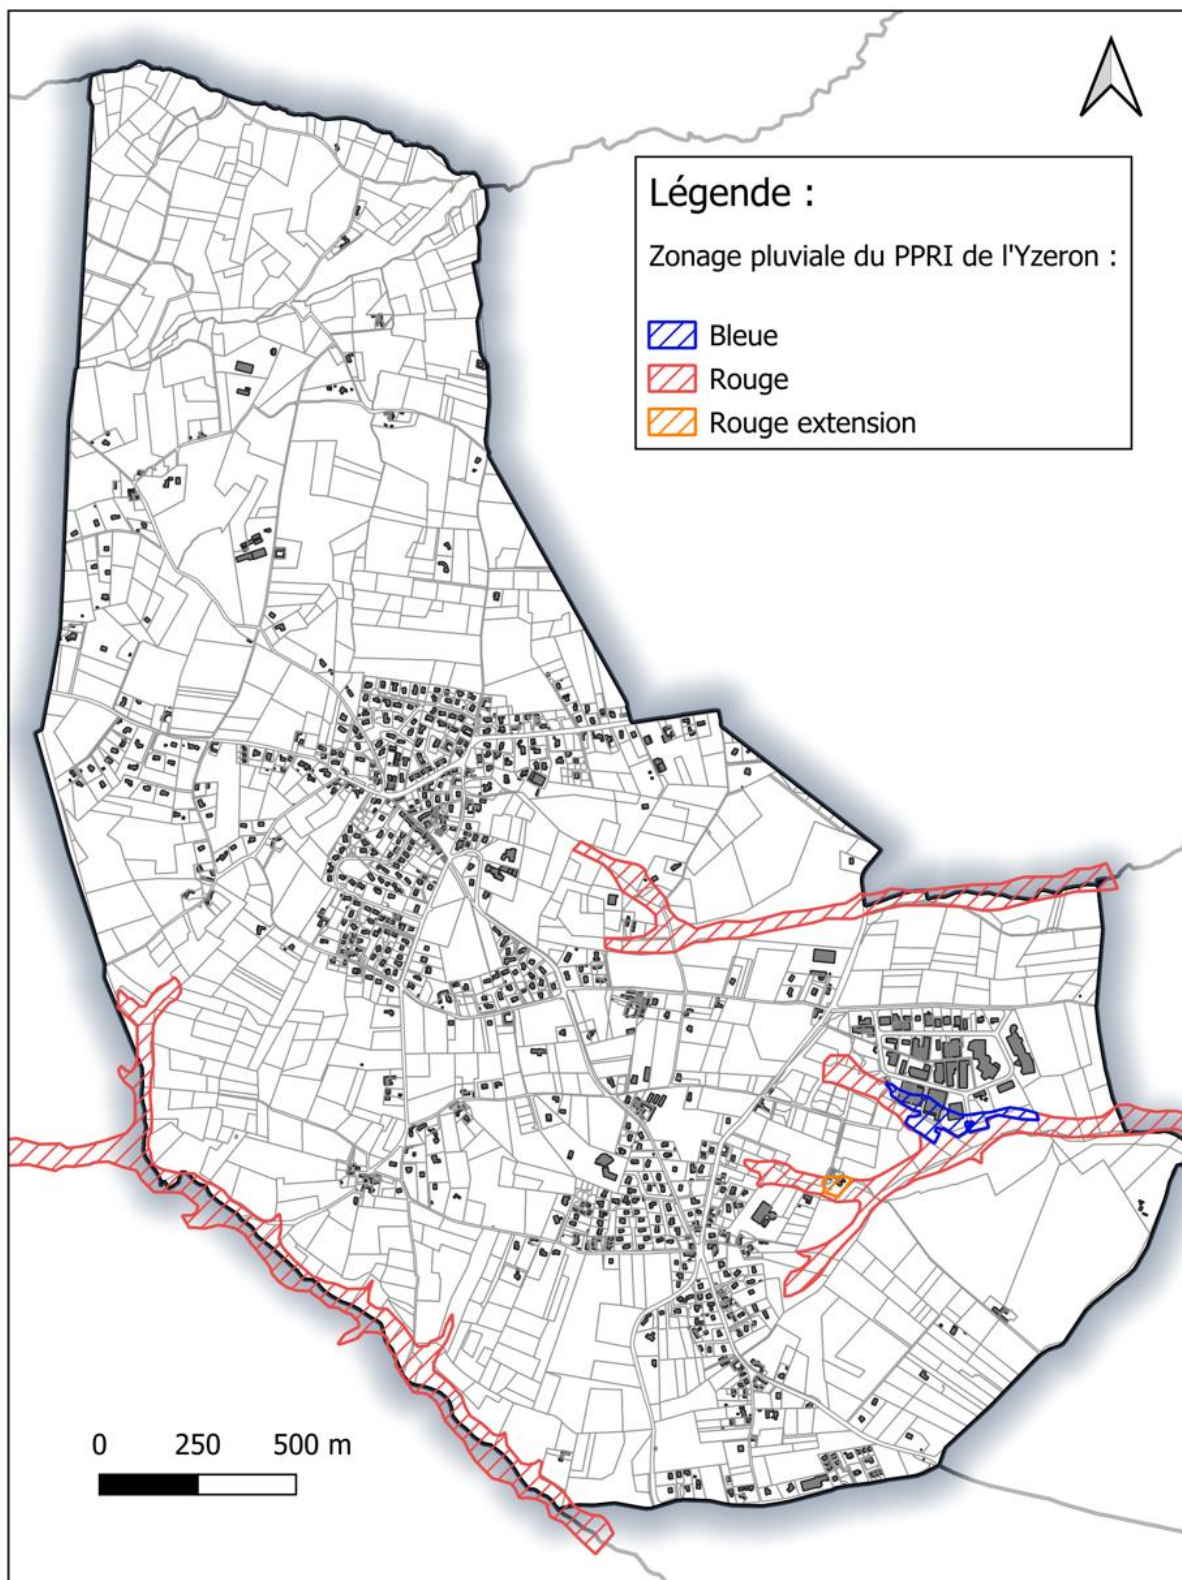 Légende :
Zonage pluviale du PPRI de l'Yzeron :
Bleue
Rouge
Rouge extension
0 250 500 m